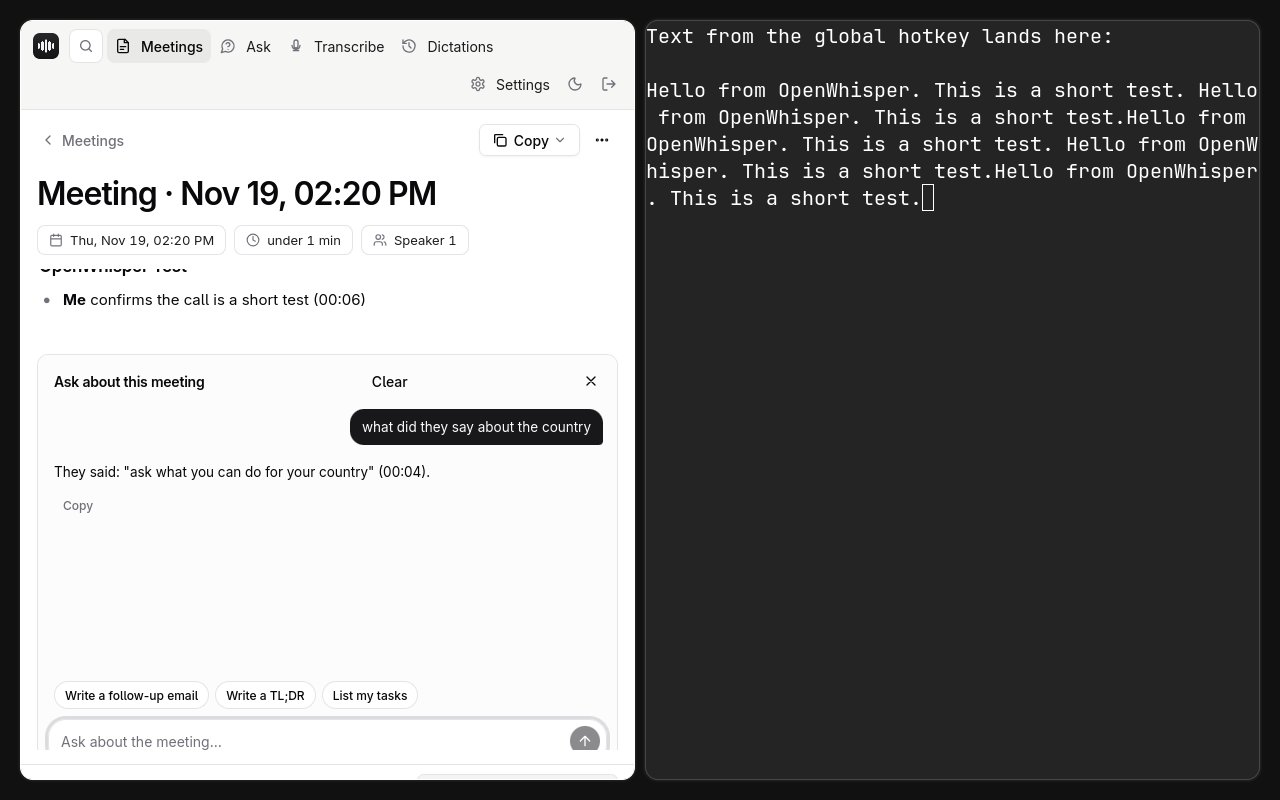 Meetings
Ask
Transcribe
Dictations
Settings
Meetings
Copy
Meeting · Nov 19, 02:20 PM
Thu, Nov 19, 02:20 PM
under 1 min
Speaker 1
OpenWhisper Test
Me confirms the call is a short test (00:06)
Ask about this meeting
Clear
what did they say about the country
They said: "ask what you can do for your country" (00:04).
Copy
Write a follow-up email
Write a TL;DR
List my tasks
Ask about the meeting...
Text from the global hotkey lands here:
Hello from OpenWhisper. This is a short test. Hello
from OpenWhisper. This is a short test.Hello from
OpenWhisper. This is a short test. Hello from OpenW
hisper. This is a short test.Hello from OpenWhisper
. This is a short test.